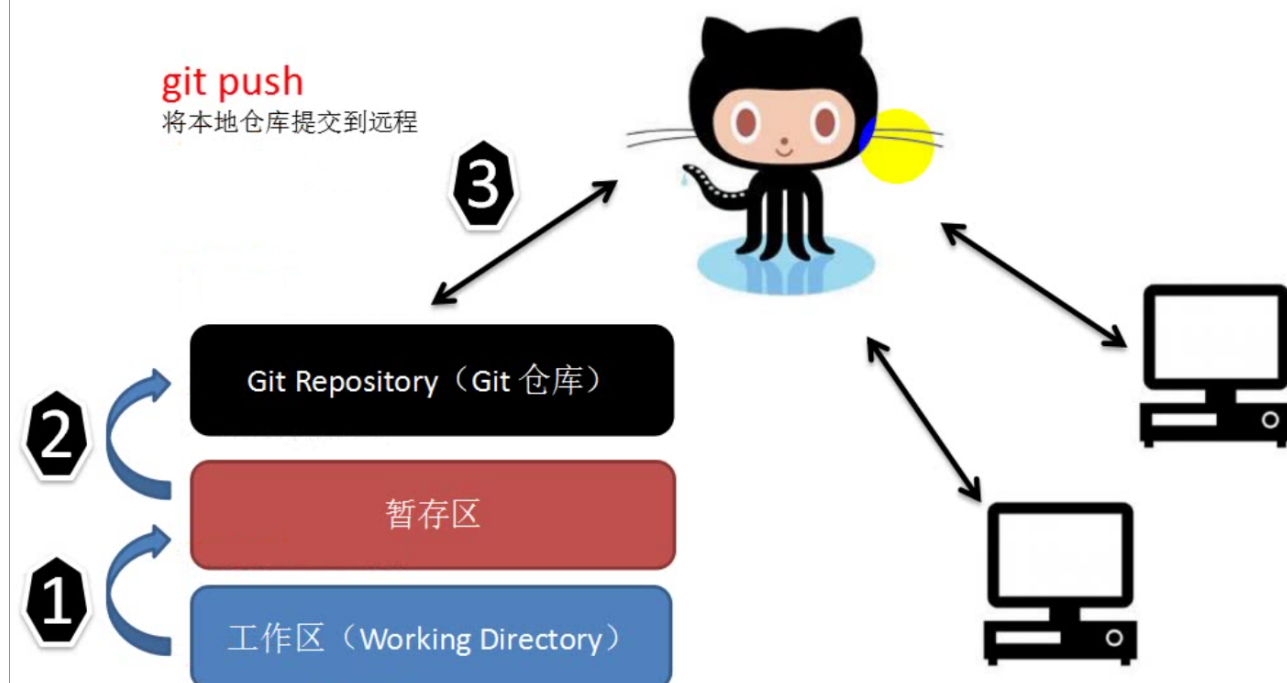 git push
将本地仓库提交到远程
3
Git Repository（Git 仓库）
2
暂存区
1
工作区（Working Directory）